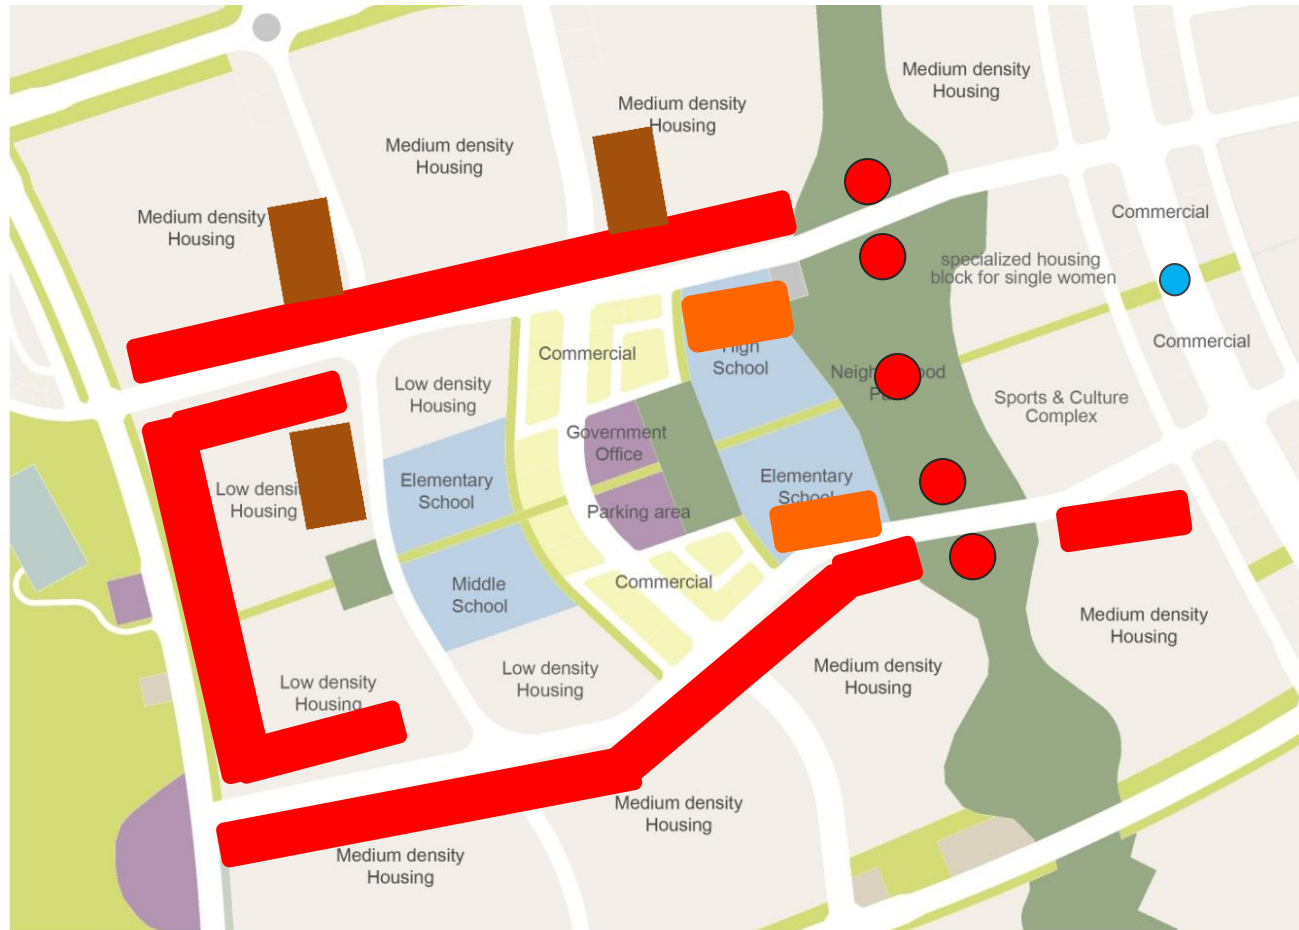 Medium density
Housing
Medium density
Housing
Medium density
Housing
Medium density
Housing
Commercial
specialized housing
block for single women
Commercial
Commercial
High
School
Low density
Housing
Sports & Culture
Complex
Government
Office
Elementary
School
Elementary
School
Low
Housing
Parking area
Commercial
Middle
School
Medium density
Housing
Low density
Housing
Low density
Housing
Medium density
Housing
Medium density
Housing
Medium density
Housing